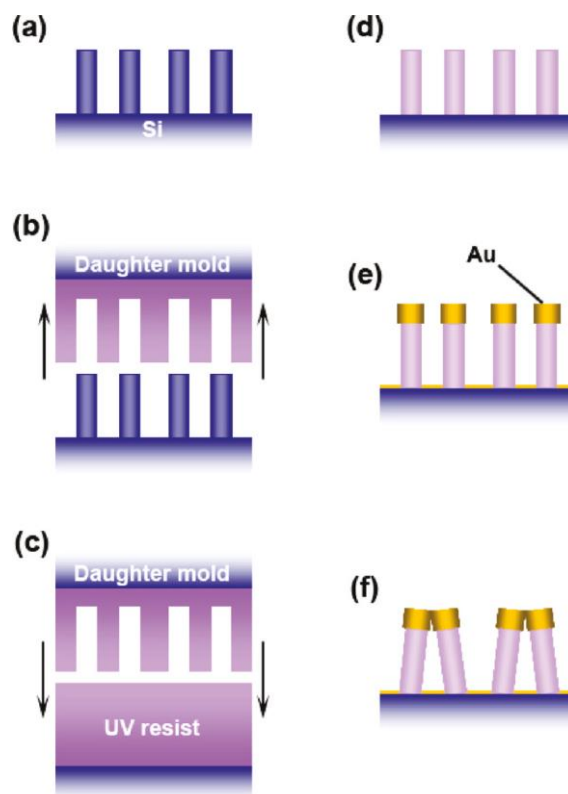 (a)
Si
(b)
Daughter mold
(c)
Daughter mold
UV resist
(d)
(e)
Au
(f)